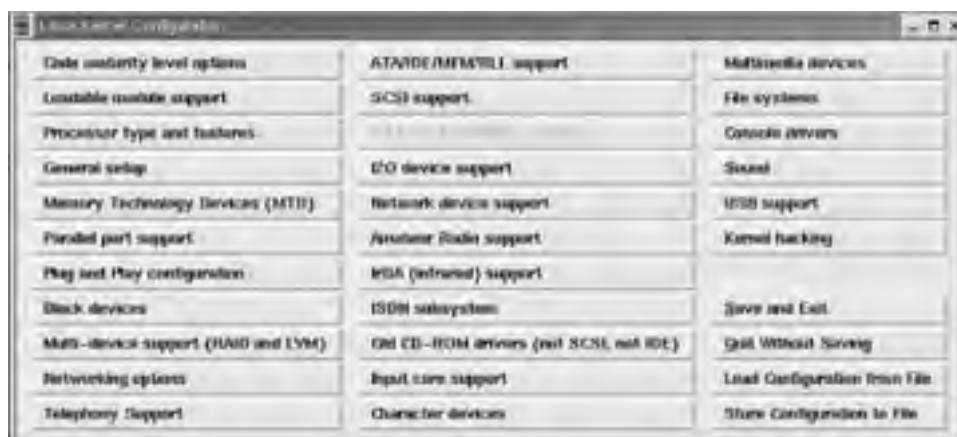 Linux Kernel Configuration
Code maturity level options
Loadable module support
Processor type and features
General setup
Memory Technology Devices (MTD)
Parallel port support
Plug and Play configuration
Block devices
Multi-device support (RAID and LVM)
Networking options
Telephony Support
ATA/IDE/MFM/RLL support
SCSI support
I2O device support
Network device support
Amateur Radio support
IrDA (infrared) support
ISDN subsystem
Old CD-ROM drivers (not SCSI, not IDE)
Input core support
Character devices
Multimedia devices
File systems
Console drivers
Sound
USB support
Kernel hacking
Save and Exit
Quit Without Saving
Load Configuration from File
Store Configuration to File